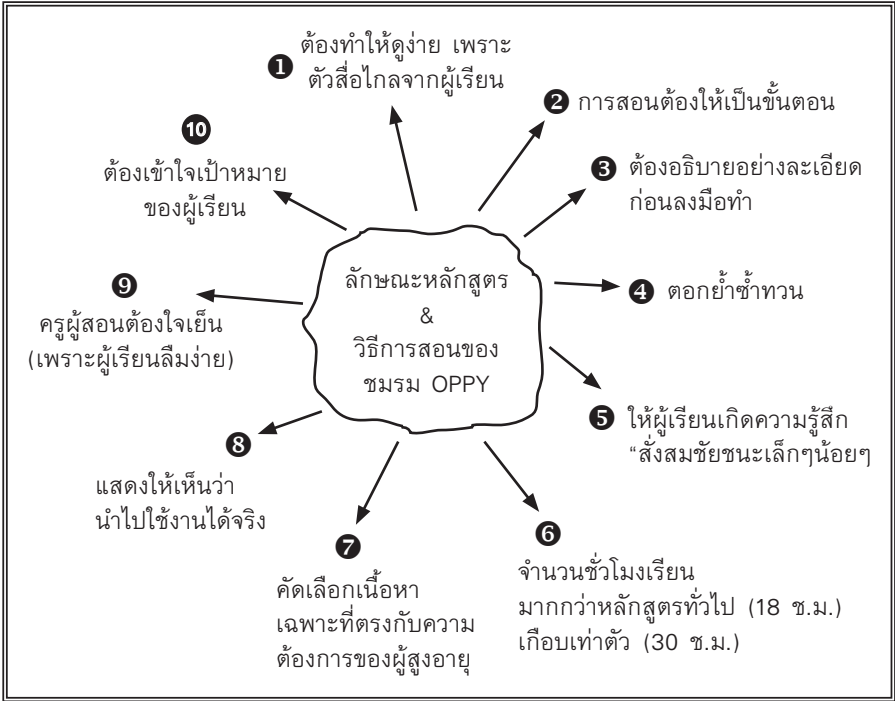 ❶ ต้องทำให้ดูง่าย เพราะ
ตัวสื่อไกลจากผู้เรียน
❷ การสอนต้องให้เป็นขั้นตอน
❸ ต้องอธิบายอย่างละเอียด
ก่อนลงมือทำ
❹ ตอกย้ำซ้ำทวน
❺ ให้ผู้เรียนเกิดความรู้สึก
“สั่งสมชัยชนะเล็กๆน้อยๆ
❻
จำนวนชั่วโมงเรียน
มากกว่าหลักสูตรทั่วไป (18 ช.ม.)
เกือบเท่าตัว (30 ช.ม.)
❼
คัดเลือกเนื้อหา
เฉพาะที่ตรงกับความ
ต้องการของผู้สูงอายุ
❽
แสดงให้เห็นว่า
นำไปใช้งานได้จริง
❾
ครูผู้สอนต้องใจเย็น
(เพราะผู้เรียนลืมง่าย)
❿
ต้องเข้าใจเป้าหมาย
ของผู้เรียน
ลักษณะหลักสูตร
&
วิธีการสอนของ
ชมรม OPPY